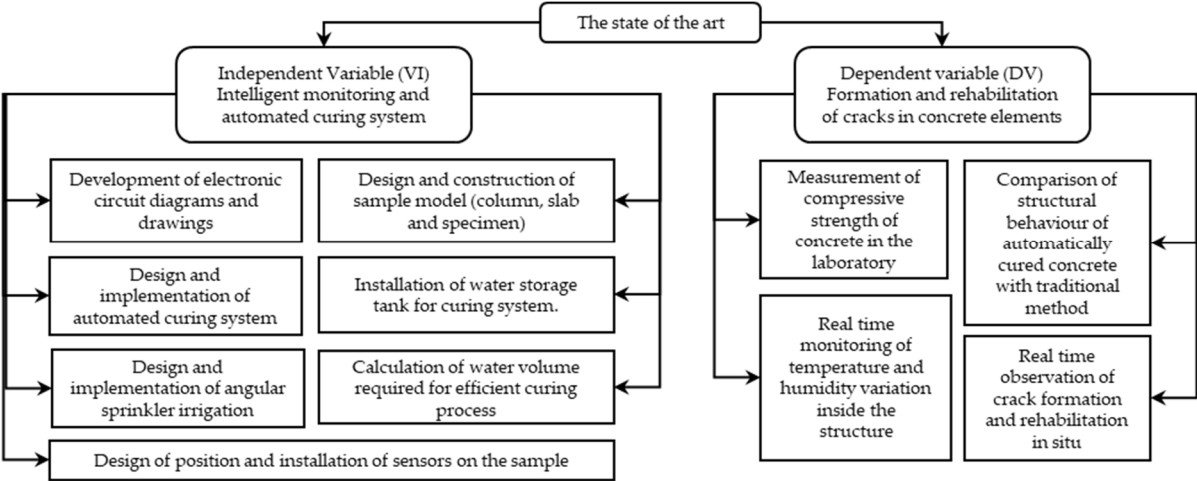 The state of the art
Independent Variable (VI)
Intelligent monitoring and
automated curing system
Dependent variable (DV)
Formation and rehabilitation
of cracks in concrete elements
Development of electronic
circuit diagrams and
drawings
Design and construction of
sample model (column, slab
and specimen)
Design and
implementation of
automated curing system
Installation of water storage
tank for curing system.
Design and
implementation of angular
sprinkler irrigation
Calculation of water volume
required for efficient curing
process
Design of position and installation of sensors on the sample
Measurement of
compressive
strength of
concrete in the
laboratory
Comparison of
structural
behaviour of
automatically
cured concrete
with traditional
method
Real time
monitoring of
temperature and
humidity variation
inside the
structure
Real time
observation of
crack formation
and rehabilitation
in situ